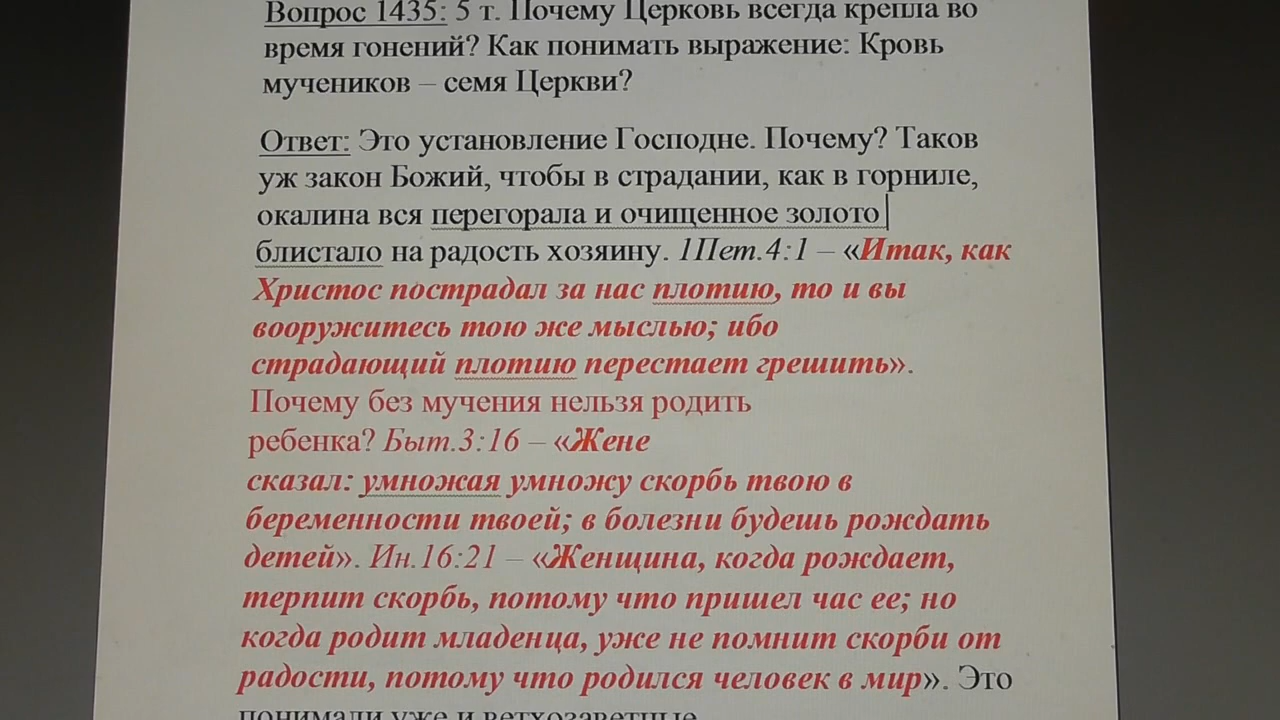 Вопрос 1435: 5 т. Почему Церковь всегда крепла во
время гонений? Как понимать выражение: Кровь
мучеников – семя Церкви?
Ответ: Это установление Господне. Почему? Таков
уж закон Божий, чтобы в страдании, как в горниле,
окалина вся перегорала и очищенное золото
блистало на радость хозяину. 1Пет.4:1 – «Итак, как
Христос пострадал за нас плотию, то и вы
вооружитесь тою же мыслью; ибо
страдающий плотию перестает грешить».
Почему без мучения нельзя родить
ребенка? Быт.3:16 – «Жене
сказал: умножая умножу скорбь твою в
беременности твоей; в болезни будешь рождать
детей». Ин.16:21 – «Женщина, когда рождает,
терпит скорбь, потому что пришел час ее; но
когда родит младенца, уже не помнит скорби от
радости, потому что родился человек в мир». Это
понимали уже и ветхозаветные